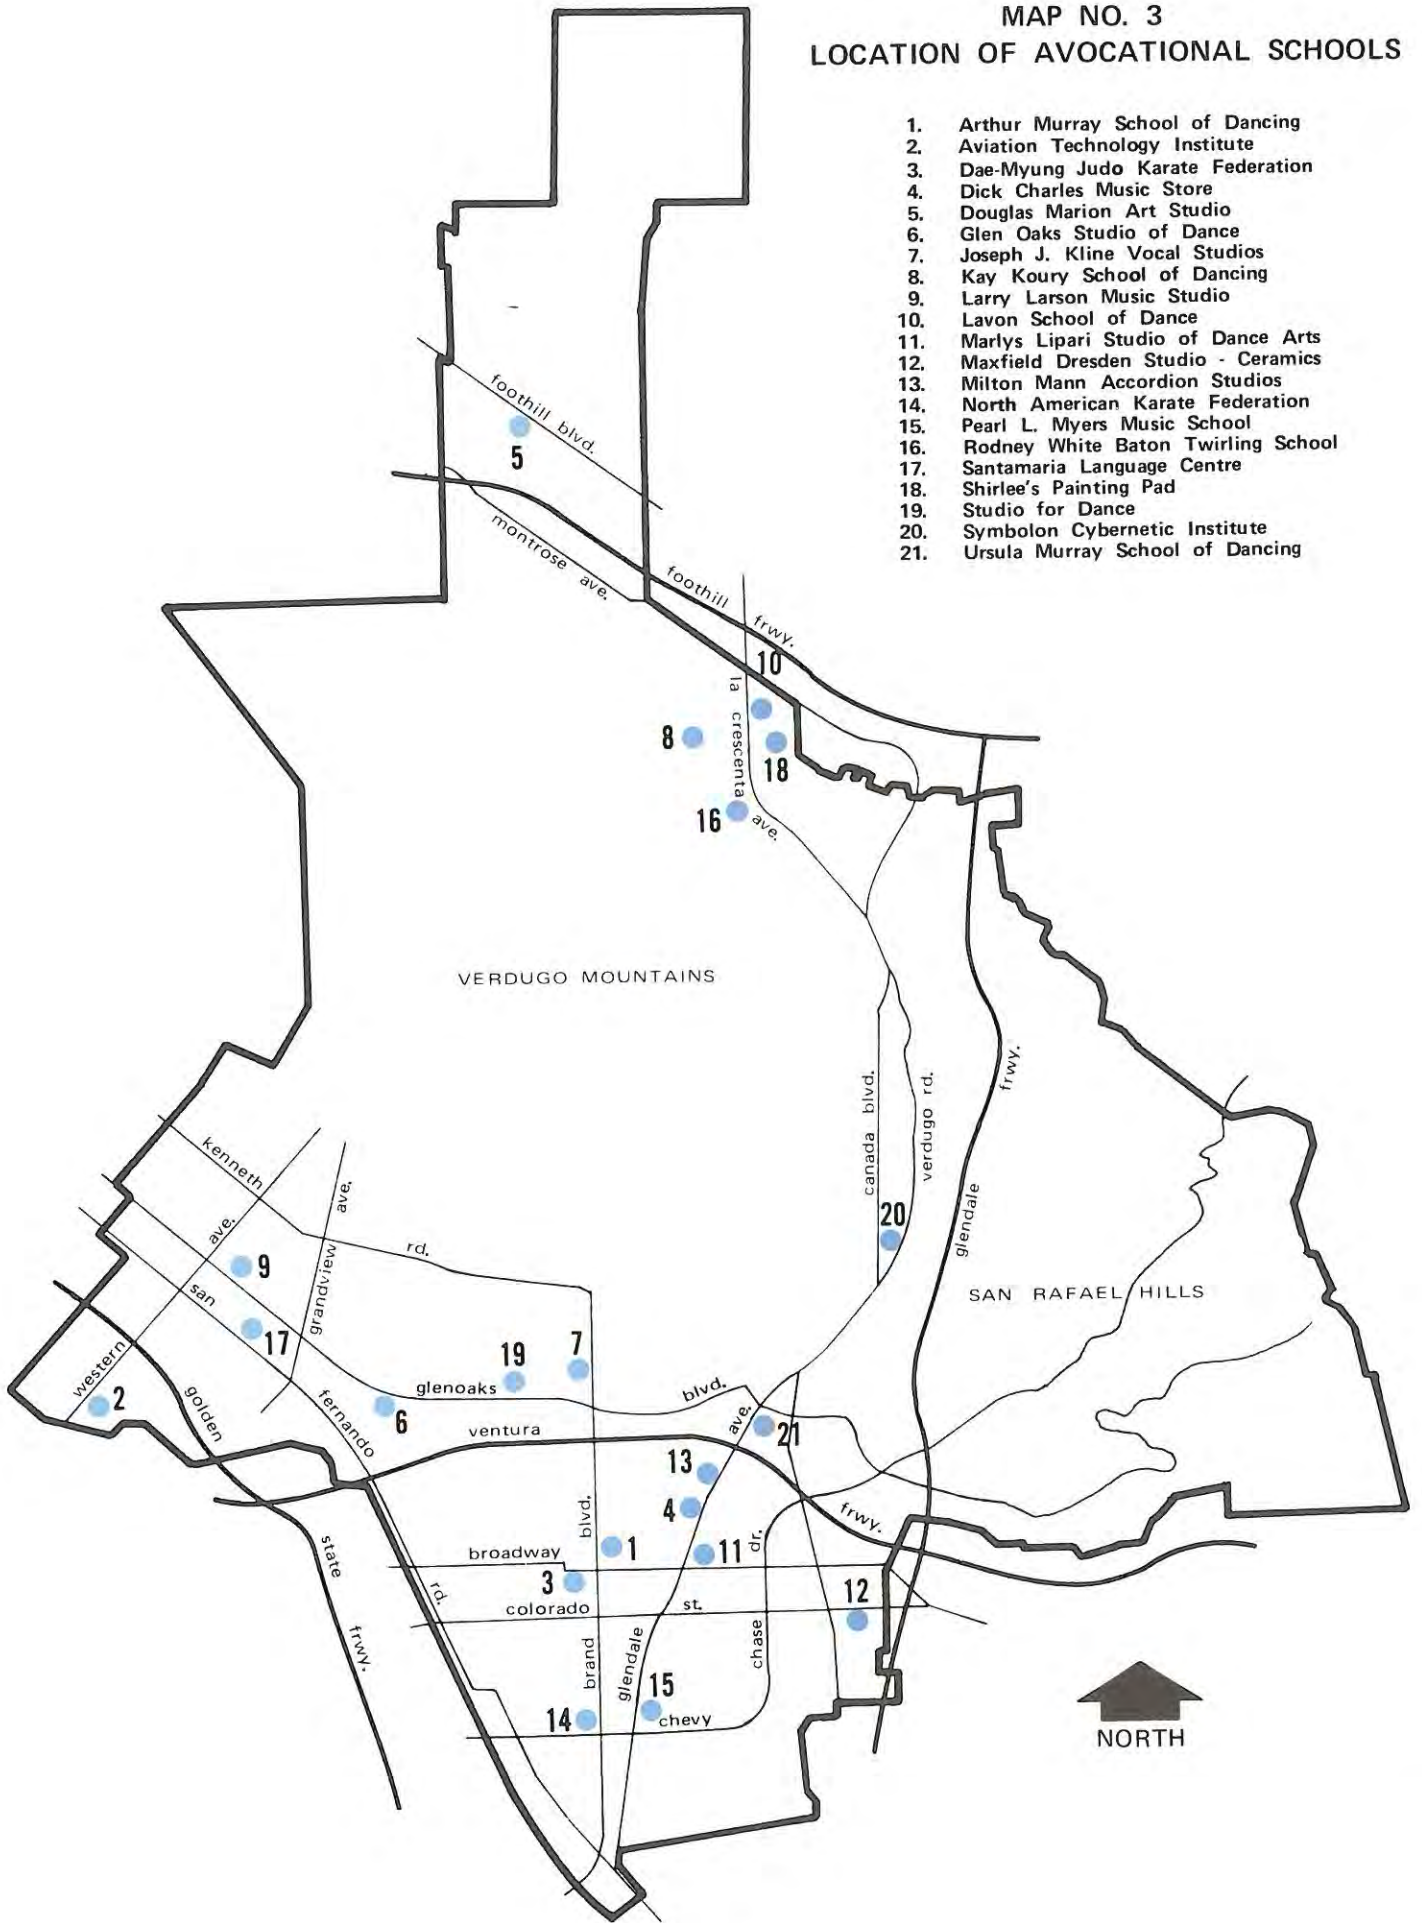 MAP NO. 3
LOCATION OF AVOCATIONAL SCHOOLS
1. Arthur Murray School of Dancing
2. Aviation Technology Institute
3. Dae-Myung Judo Karate Federation
4. Dick Charles Music Store
5. Douglas Marion Art Studio
6. Glen Oaks Studio of Dance
7. Joseph J. Kline Vocal Studios
8. Kay Koury School of Dancing
9. Larry Larson Music Studio
10. Lavon School of Dance
11. Marlys Lipari Studio of Dance Arts
12. Maxfield Dresden Studio - Ceramics
13. Milton Mann Accordion Studios
14. North American Karate Federation
15. Pearl L. Myers Music School
16. Rodney White Baton Twirling School
17. Santamaria Language Centre
18. Shirlee's Painting Pad
19. Studio for Dance
20. Symbolon Cybernetic Institute
21. Ursula Murray School of Dancing
foothill blvd.
5
montrose ave.
foothill frwy.
10
la crescenta ave.
8
18
16
VERDUGO MOUNTAINS
canada blvd.
verdugo rd.
frwy.
glendale
20
SAN RAFAEL HILLS
kenneth rd.
western ave.
grandview ave.
9
san fernando rd.
17
2
golden state frwy.
19
7
glenoaks blvd.
6
ventura frwy.
21
13
4
brand blvd.
glendale ave.
1
11
broadway
3
colorado st.
12
chevy chase dr.
15
14
NORTH